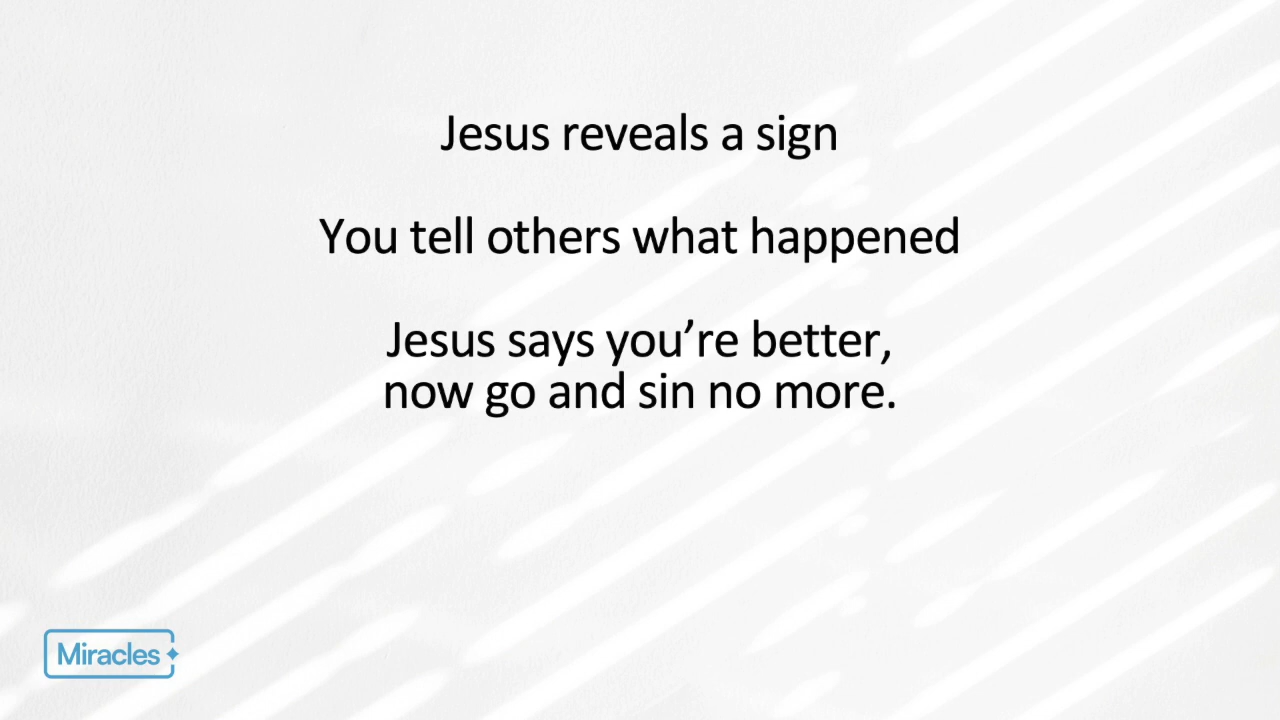 Jesus reveals a sign
You tell others what happened
Jesus says you’re better,
now go and sin no more.
Miracles